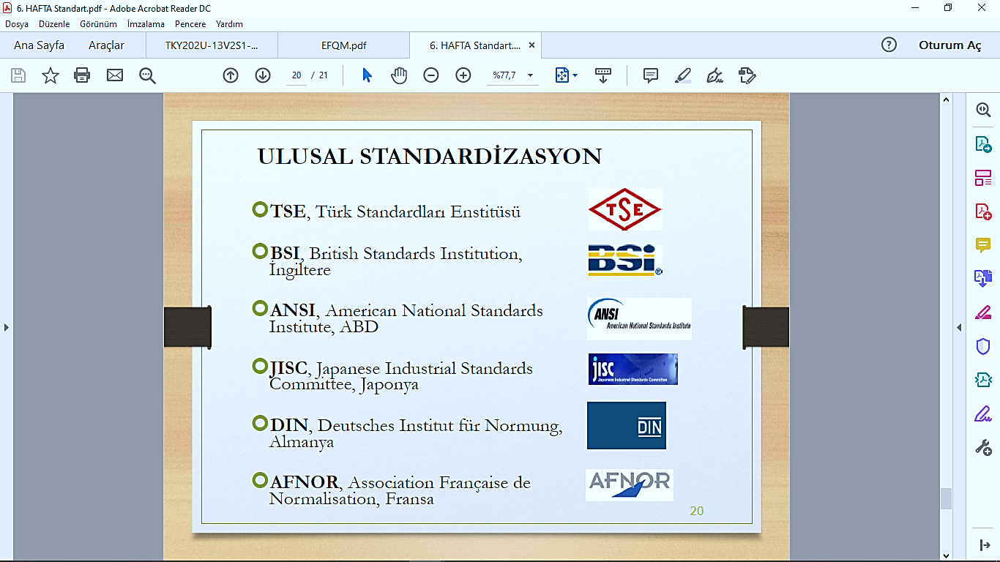 6. HAFTA Standart.pdf - Adobe Acrobat Reader DC
Dosya Düzenle Görünüm İmzalama Pencere Yardım
Ana Sayfa Araçlar TKY202U-13V2S1-... EFQM.pdf 6. HAFTA Standart.... × ? Oturum Aç
20 / 21 %77,7
ULUSAL STANDARDİZASYON
TSE, Türk Standardları Enstitüsü
TSE
BSI, British Standards Institution,
İngiltere
BSi®
ANSI, American National Standards
Institute, ABD
ANSI
American National Standards Institute
JISC, Japanese Industrial Standards
Committee, Japonya
jisc
Japanese Industrial Standards Committee
DIN, Deutsches Institut für Normung,
Almanya
DIN
AFNOR, Association Française de
Normalisation, Fransa
AFNOR
20